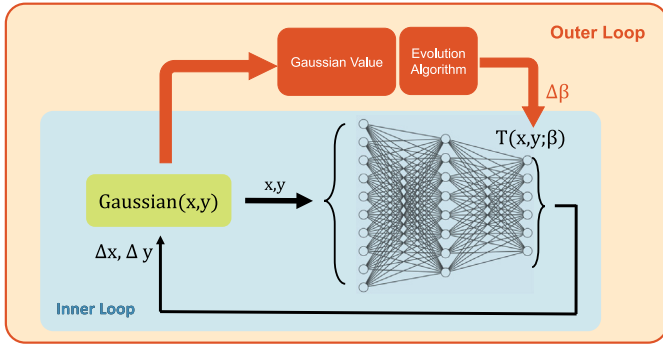 Outer Loop
Gaussian Value
Evolution
Algorithm
Δβ
T(x,y;β)
x,y
Gaussian(x,y)
Δx, Δ y
Inner Loop